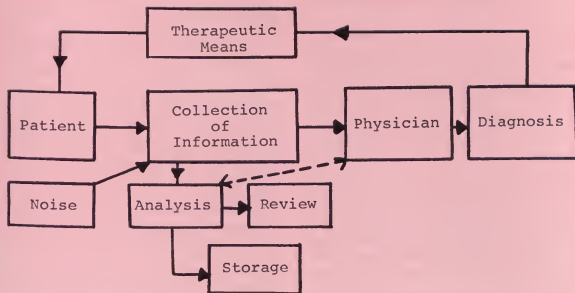 Therapeutic
Means
Patient
Collection
of
Information
Physician
Diagnosis
Noise
Analysis
Review
Storage